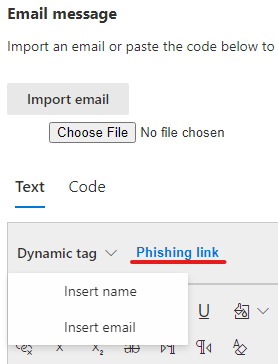 Email message
Import an email or paste the code below to
Import email
Choose File No file chosen
Text Code
Dynamic tag Phishing link
Insert name
Insert email